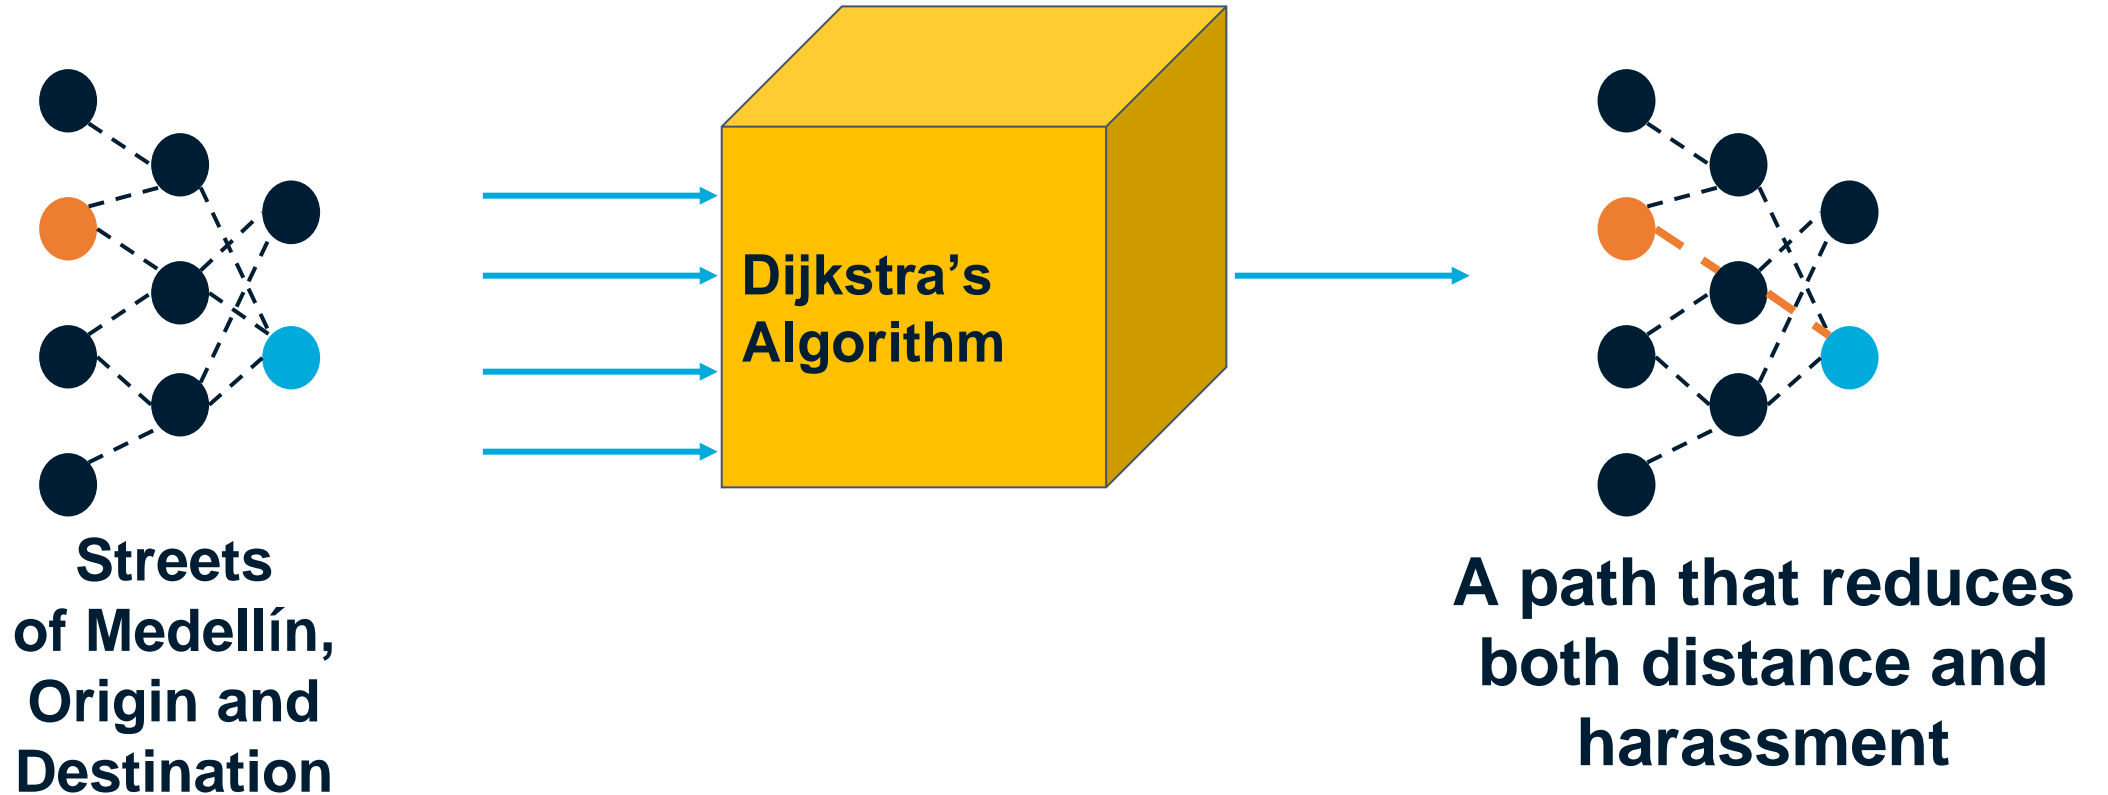 Dijkstra’s
Algorithm
Streets
of Medellín,
Origin and
Destination
A path that reduces
both distance and
harassment